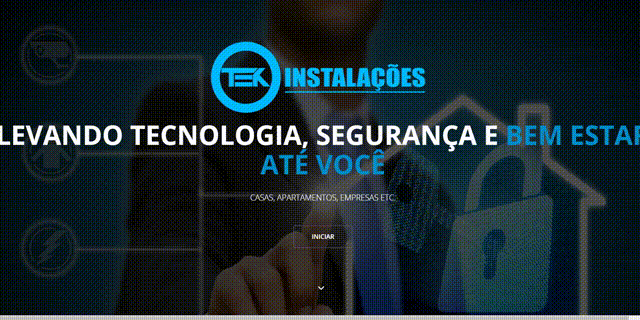 TEK INSTALAÇÕES
LEVANDO TECNOLOGIA, SEGURANÇA E BEM ESTAR
ATÉ VOCÊ
CASAS, APARTAMENTOS, EMPRESAS ETC.
INICIAR